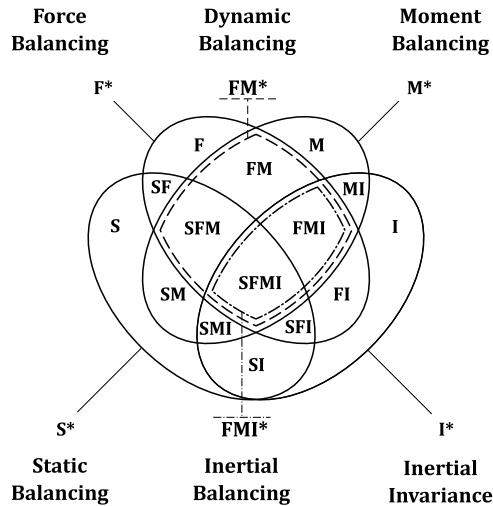 Force
Balancing
Dynamic
Balancing
Moment
Balancing
F*
FM*
M*
F
M
FM
SF
MI
S
SFM
FMI
I
SFMI
SM
FI
SMI
SFI
SI
S*
FMI*
I*
Static
Balancing
Inertial
Balancing
Inertial
Invariance